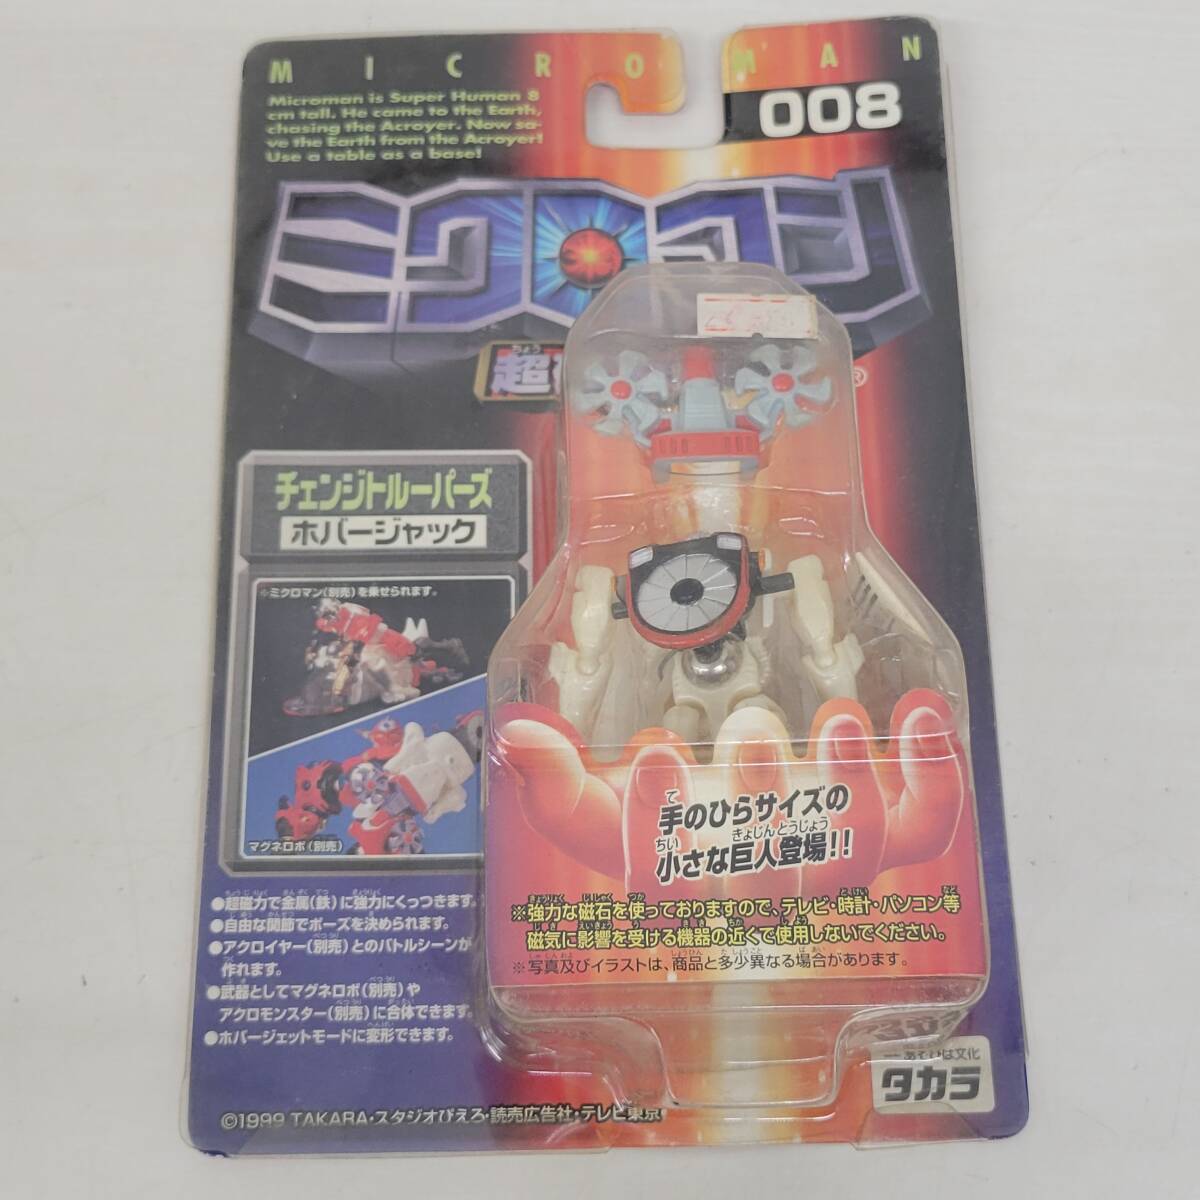 MICROMAN
Microman is Super Human 8
cm tall. He came to the Earth,
chasing the Acroyer. Now sa-
ve the Earth from the Acroyer!
Use a table as a base!
008
ミクロマン
ちょう
超
®
チェンジトルーパーズ
ホバージャック
※ミクロマン(別売)を乗せられます。
マグネロボ(別売)
●超磁力で金属(鉄)に強力にくっつきます。
●自由な関節でポーズを決められます。
●アクロイヤー(別売)とのバトルシーンが
作れます。
●武器としてマグネロボ(別売)や
アクロモンスター(別売)に合体できます。
●ホバージェットモードに変形できます。
手のひらサイズの
小さな巨人登場!!
※強力な磁石を使っておりますので、テレビ・時計・パソコン等
磁気に影響を受ける機器の近くで使用しないでください。
※写真及びイラストは、商品と多少異なる場合があります。
あそびは文化
タカラ
©1999 TAKARA・スタジオぴえろ・読売広告社・テレビ東京